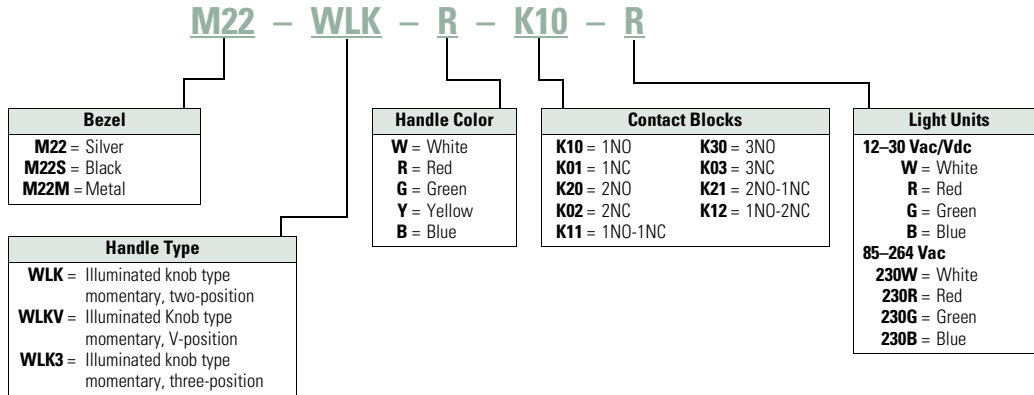 M22 – WLK – R – K10 – R
Bezel
M22 = Silver
M22S = Black
M22M = Metal
Handle Type
WLK = Illuminated knob type
momentary, two-position
WLKV = Illuminated Knob type
momentary, V-position
WLK3 = Illuminated knob type
momentary, three-position
Handle Color
W = White
R = Red
G = Green
Y = Yellow
B = Blue
Contact Blocks
K10 = 1NO
K01 = 1NC
K20 = 2NO
K02 = 2NC
K11 = 1NO-1NC
K30 = 3NO
K03 = 3NC
K21 = 2NO-1NC
K12 = 1NO-2NC
Light Units
12–30 Vac/Vdc
W = White
R = Red
G = Green
B = Blue
85–264 Vac
230W = White
230R = Red
230G = Green
230B = Blue